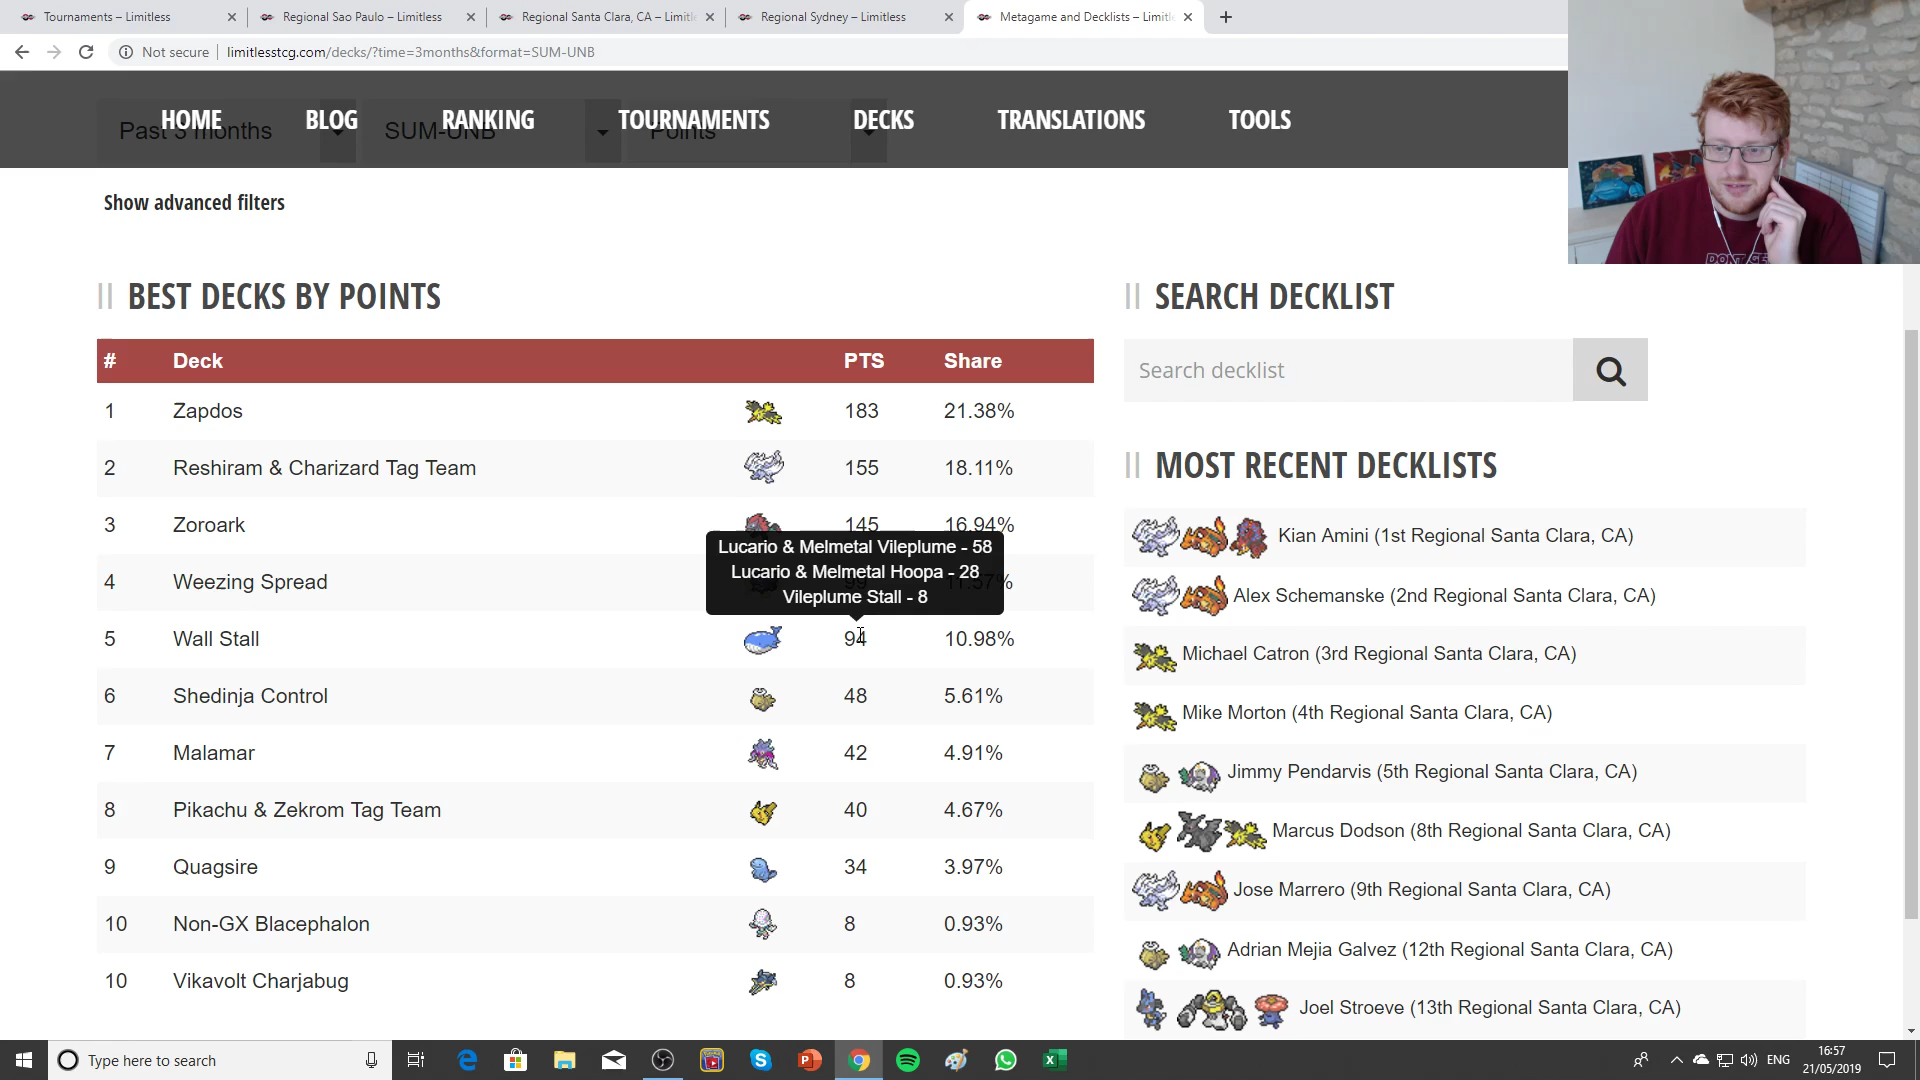 Tournaments – Limitless
Regional Sao Paulo – Limitless
Regional Santa Clara, CA – Limitl
Regional Sydney – Limitless
Metagame and Decklists – Limitl
Not secure
limitlesstcg.com/decks/?time=3months&format=SUM-UNB
HOME
BLOG
RANKING
TOURNAMENTS
DECKS
TRANSLATIONS
TOOLS
Past 3 months
SUM-UNB
Points
Show advanced filters
BEST DECKS BY POINTS
# Deck PTS Share
1 Zapdos 183 21.38%
2 Reshiram & Charizard Tag Team 155 18.11%
3 Zoroark 145 16.94%
Lucario & Melmetal Vileplume - 58
Lucario & Melmetal Hoopa - 28
Vileplume Stall - 8
4 Weezing Spread
5 Wall Stall 94 10.98%
6 Shedinja Control 48 5.61%
7 Malamar 42 4.91%
8 Pikachu & Zekrom Tag Team 40 4.67%
9 Quagsire 34 3.97%
10 Non-GX Blacephalon 8 0.93%
10 Vikavolt Charjabug 8 0.93%
SEARCH DECKLIST
Search decklist
MOST RECENT DECKLISTS
Kian Amini (1st Regional Santa Clara, CA)
Alex Schemanske (2nd Regional Santa Clara, CA)
Michael Catron (3rd Regional Santa Clara, CA)
Mike Morton (4th Regional Santa Clara, CA)
Jimmy Pendarvis (5th Regional Santa Clara, CA)
Marcus Dodson (8th Regional Santa Clara, CA)
Jose Marrero (9th Regional Santa Clara, CA)
Adrian Mejia Galvez (12th Regional Santa Clara, CA)
Joel Stroeve (13th Regional Santa Clara, CA)
Type here to search
ENG
16:57
21/05/2019